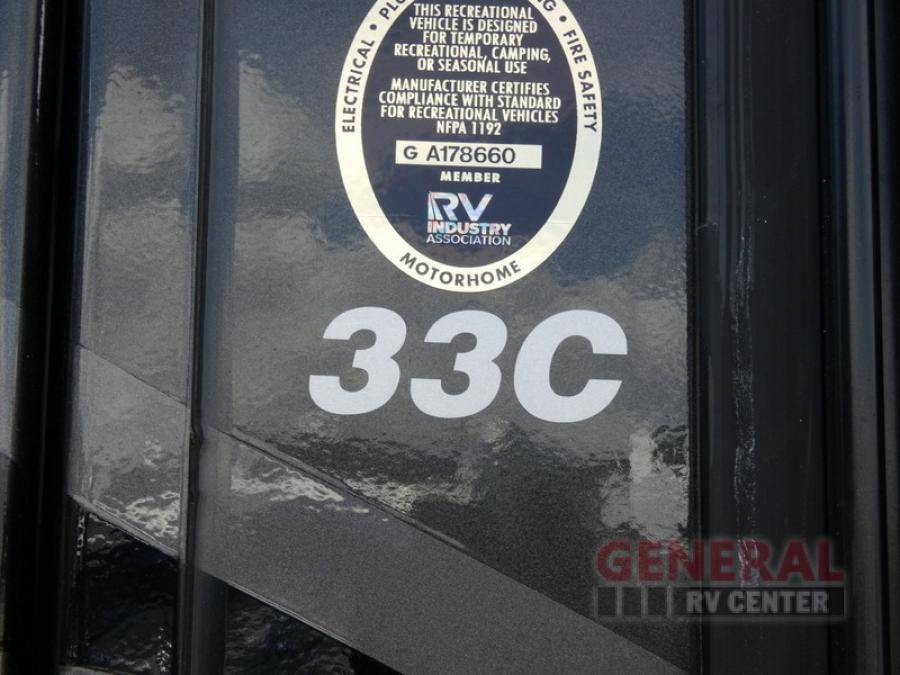 ELECTRICAL •
• FIRE SAFETY
THIS RECREATIONAL
VEHICLE IS DESIGNED
FOR TEMPORARY
RECREATIONAL, CAMPING,
OR SEASONAL USE
MANUFACTURER CERTIFIES
COMPLIANCE WITH STANDARD
FOR RECREATIONAL VEHICLES
NFPA 1192
G A178660
MEMBER
RV
INDUSTRY
ASSOCIATION
MOTORHOME
33C
GENERAL
RV CENTER